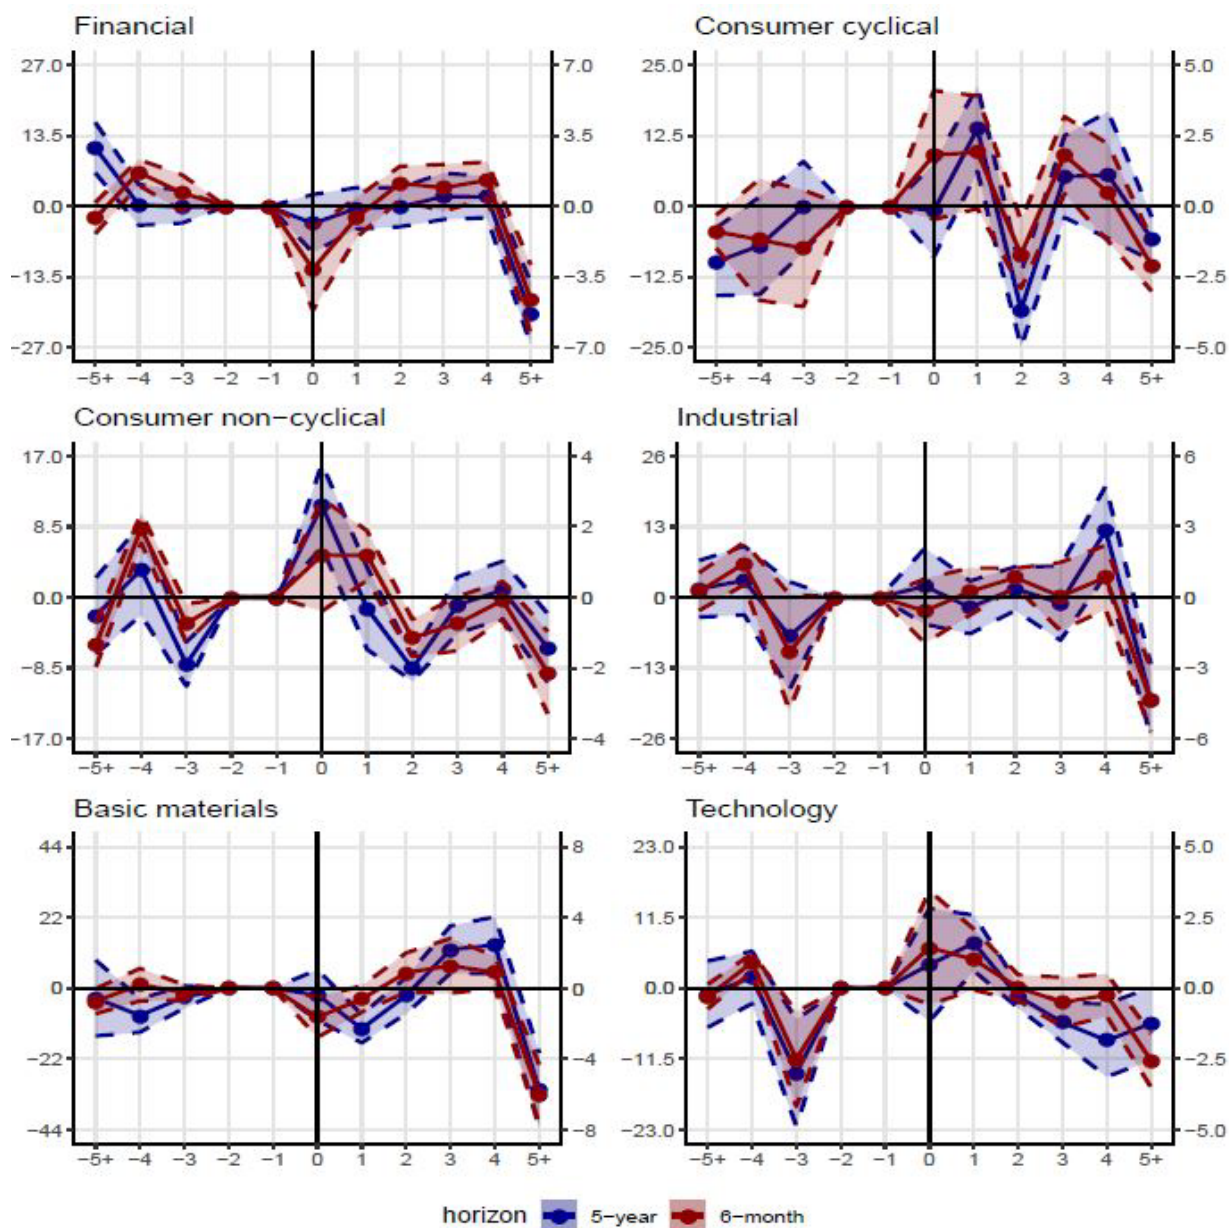 Financial
Consumer cyclical
27.0 7.0 25.0 5.0
13.5 3.5 12.5 2.5
0.0 0.0 0.0 0.0
−13.5 −3.5 −12.5 −2.5
−27.0 −7.0 −25.0 −5.0
−5+ −4 −3 −2 −1 0 1 2 3 4 5+ −5+ −4 −3 −2 −1 0 1 2 3 4 5+
Consumer non−cyclical
Industrial
17.0 4 26 6
8.5 2 13 3
0.0 0 0 0
−8.5 −2 −13 −3
−17.0 −4 −26 −6
−5+ −4 −3 −2 −1 0 1 2 3 4 5+ −5+ −4 −3 −2 −1 0 1 2 3 4 5+
Basic materials
Technology
44 8 23.0 5.0
22 4 11.5 2.5
0 0 0.0 0.0
−22 −4 −11.5 −2.5
−44 −8 −23.0 −5.0
−5+ −4 −3 −2 −1 0 1 2 3 4 5+ −5+ −4 −3 −2 −1 0 1 2 3 4 5+
horizon 5−year 6−month